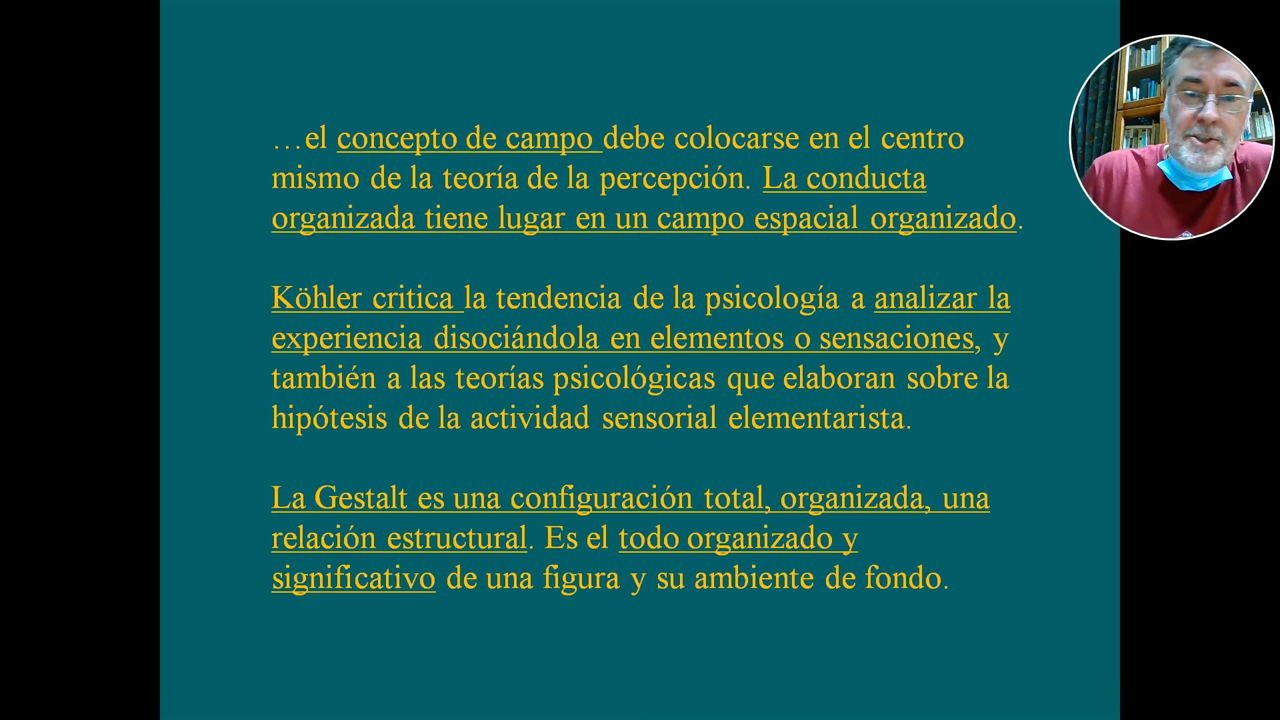 …el concepto de campo debe colocarse en el centro
mismo de la teoría de la percepción. La conducta
organizada tiene lugar en un campo espacial organizado.
Köhler critica la tendencia de la psicología a analizar la
experiencia disociándola en elementos o sensaciones, y
también a las teorías psicológicas que elaboran sobre la
hipótesis de la actividad sensorial elementarista.
La Gestalt es una configuración total, organizada, una
relación estructural. Es el todo organizado y
significativo de una figura y su ambiente de fondo.